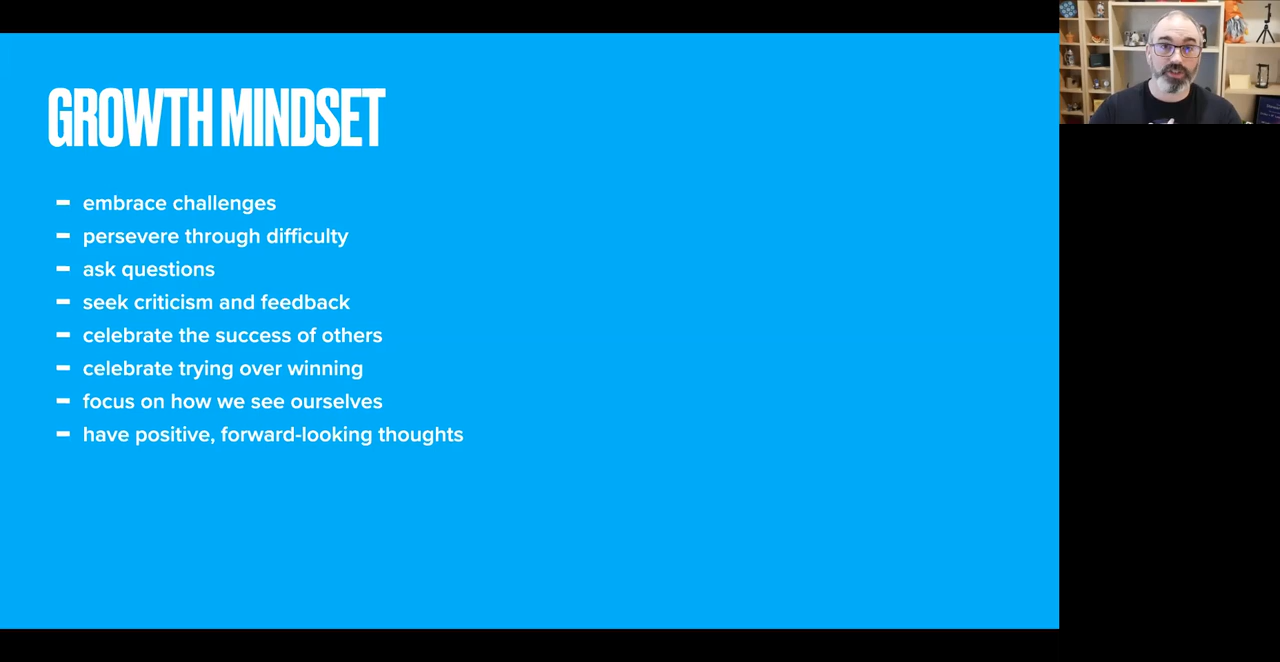 GROWTH MINDSET
- embrace challenges
- persevere through difficulty
- ask questions
- seek criticism and feedback
- celebrate the success of others
- celebrate trying over winning
- focus on how we see ourselves
- have positive, forward-looking thoughts